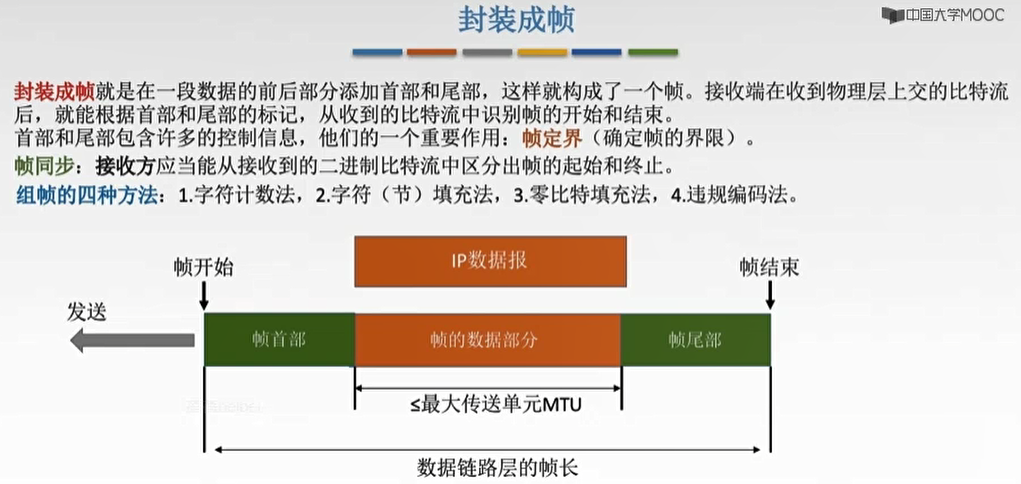 封装成帧
中国大学MOOC
封装成帧就是在一段数据的前后部分添加首部和尾部，这样就构成了一个帧。接收端在收到物理层上交的比特流
后，就能根据首部和尾部的标记，从收到的比特流中识别帧的开始和结束。
首部和尾部包含许多的控制信息，他们的一个重要作用：帧定界（确定帧的界限）。
帧同步：接收方应当能从接收到的二进制比特流中区分出帧的起始和终止。
组帧的四种方法：1.字符计数法，2.字符（节）填充法，3.零比特填充法，4.违规编码法。
IP数据报
帧开始
帧结束
发送
帧首部
帧的数据部分
帧尾部
≤最大传送单元MTU
数据链路层的帧长